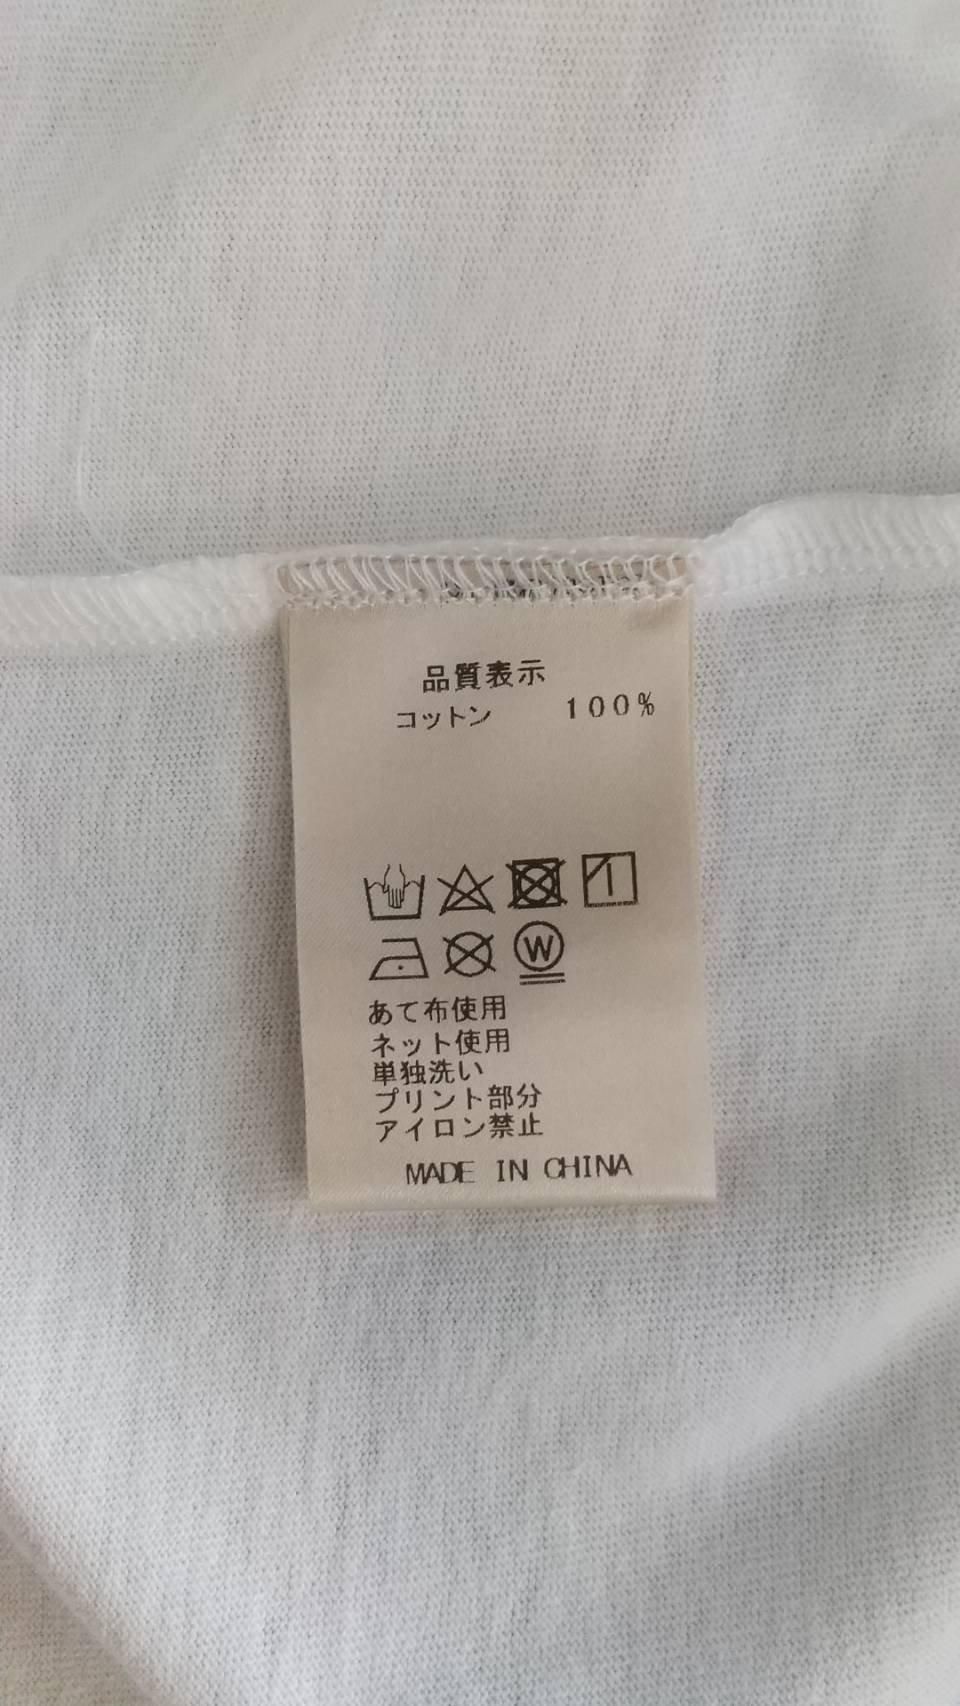 品質表示
コットン 100%
W
あて布使用
ネット使用
単独洗い
プリント部分
アイロン禁止
MADE IN CHINA